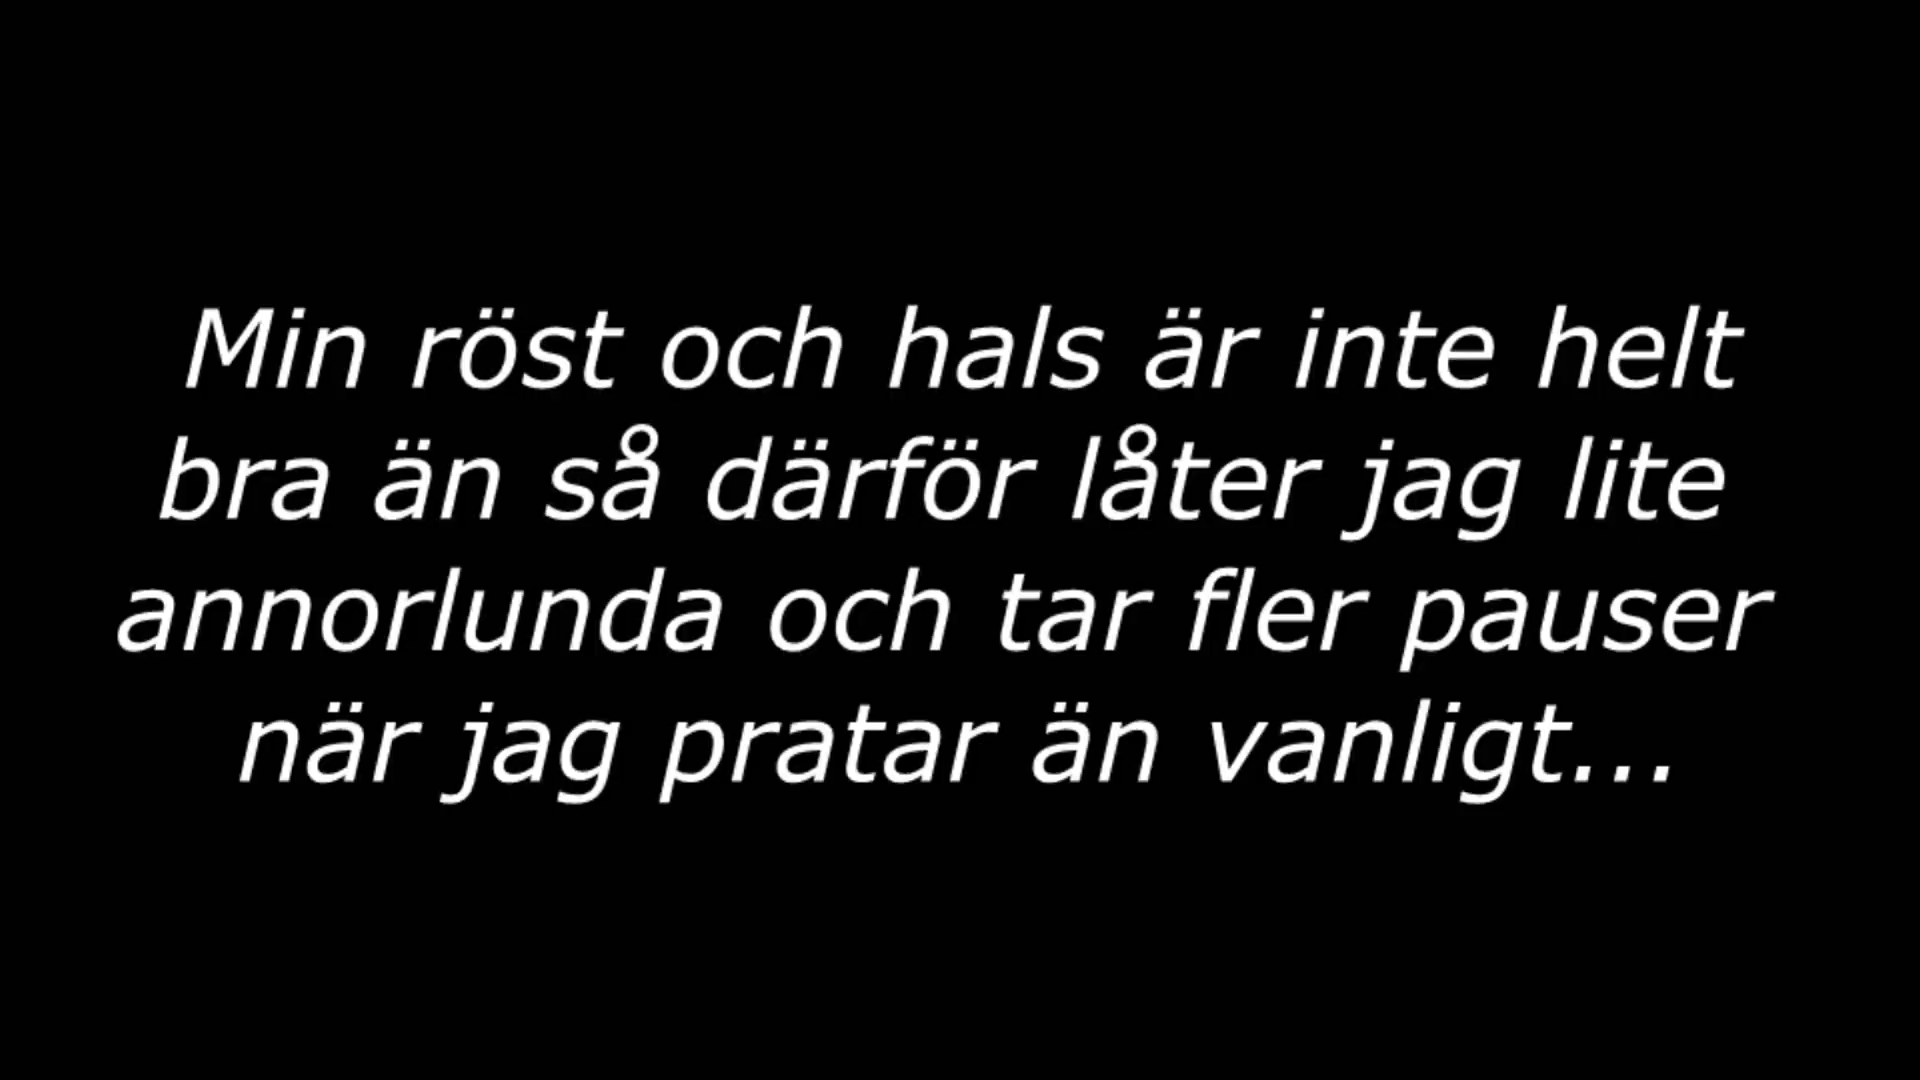 Min röst och hals är inte helt
bra än så därför låter jag lite
annorlunda och tar fler pauser
när jag pratar än vanligt...